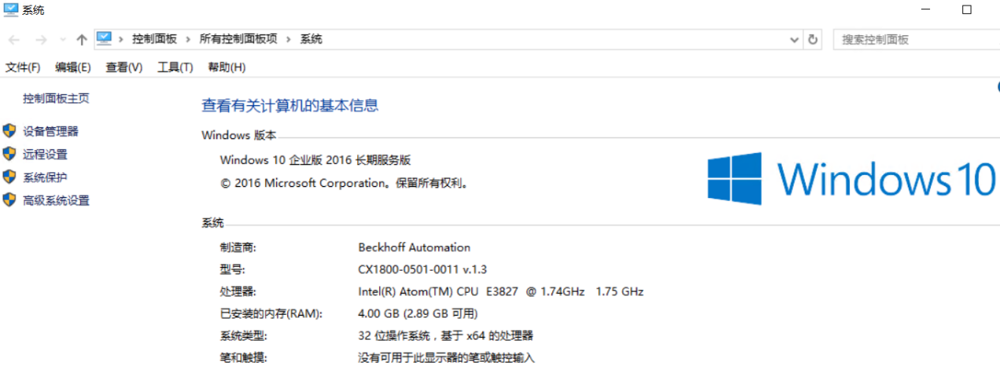 系统
控制面板 › 所有控制面板项 › 系统
搜索控制面板
文件(F) 编辑(E) 查看(V) 工具(T) 帮助(H)
控制面板主页
设备管理器
远程设置
系统保护
高级系统设置
查看有关计算机的基本信息
Windows 版本
Windows 10 企业版 2016 长期服务版
© 2016 Microsoft Corporation。保留所有权利。
Windows 10
系统
制造商: Beckhoff Automation
型号: CX1800-0501-0011 v.1.3
处理器: Intel(R) Atom(TM) CPU E3827 @ 1.74GHz 1.75 GHz
已安装的内存(RAM): 4.00 GB (2.89 GB 可用)
系统类型: 32 位操作系统，基于 x64 的处理器
笔和触摸: 没有可用于此显示器的笔或触控输入